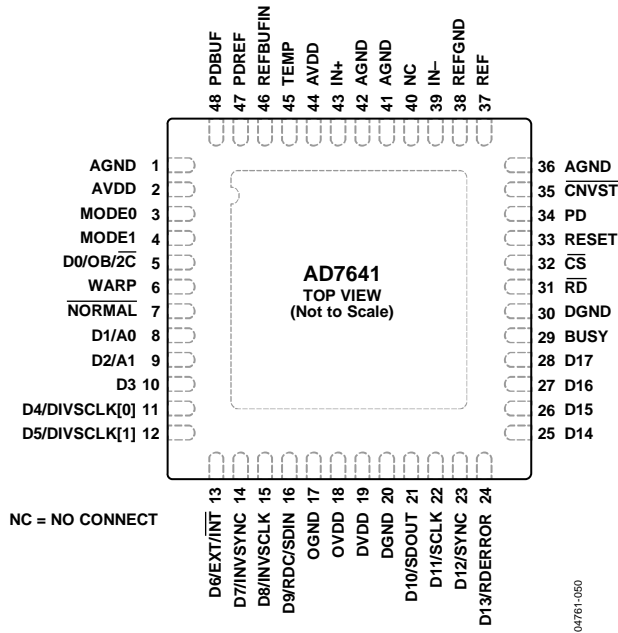 48 PDBUF
47 PDREF
46 REFBUFIN
45 TEMP
44 AVDD
43 IN+
42 AGND
41 AGND
40 NC
39 IN–
38 REFGND
37 REF
AGND 1
AVDD 2
MODE0 3
MODE1 4
D0/OB/2C̅ 5
WARP 6
N̅O̅R̅M̅A̅L̅ 7
D1/A0 8
D2/A1 9
D3 10
D4/DIVSCLK[0] 11
D5/DIVSCLK[1] 12
AD7641
TOP VIEW
(Not to Scale)
36 AGND
35 C̅N̅V̅S̅T̅
34 PD
33 RESET
32 C̅S̅
31 R̅D̅
30 DGND
29 BUSY
28 D17
27 D16
26 D15
25 D14
D6/EXT/I̅N̅T̅ 13
D7/INVSYNC 14
D8/INVSCLK 15
D9/RDC/SDIN 16
OGND 17
OVDD 18
DVDD 19
DGND 20
D10/SDOUT 21
D11/SCLK 22
D12/SYNC 23
D13/RDERROR 24
NC = NO CONNECT
04761-050